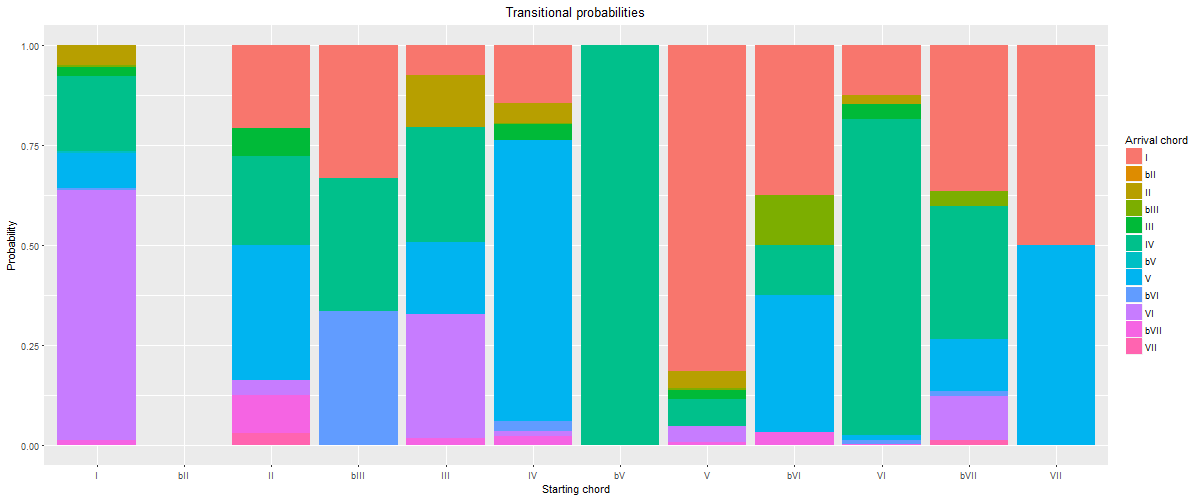 Transitional probabilities
Probability
1.00
0.75
0.50
0.25
0.00
I bII II bIII III IV bV V bVI VI bVII VII
Starting chord
Arrival chord
I
bII
II
bIII
III
IV
bV
V
bVI
VI
bVII
VII